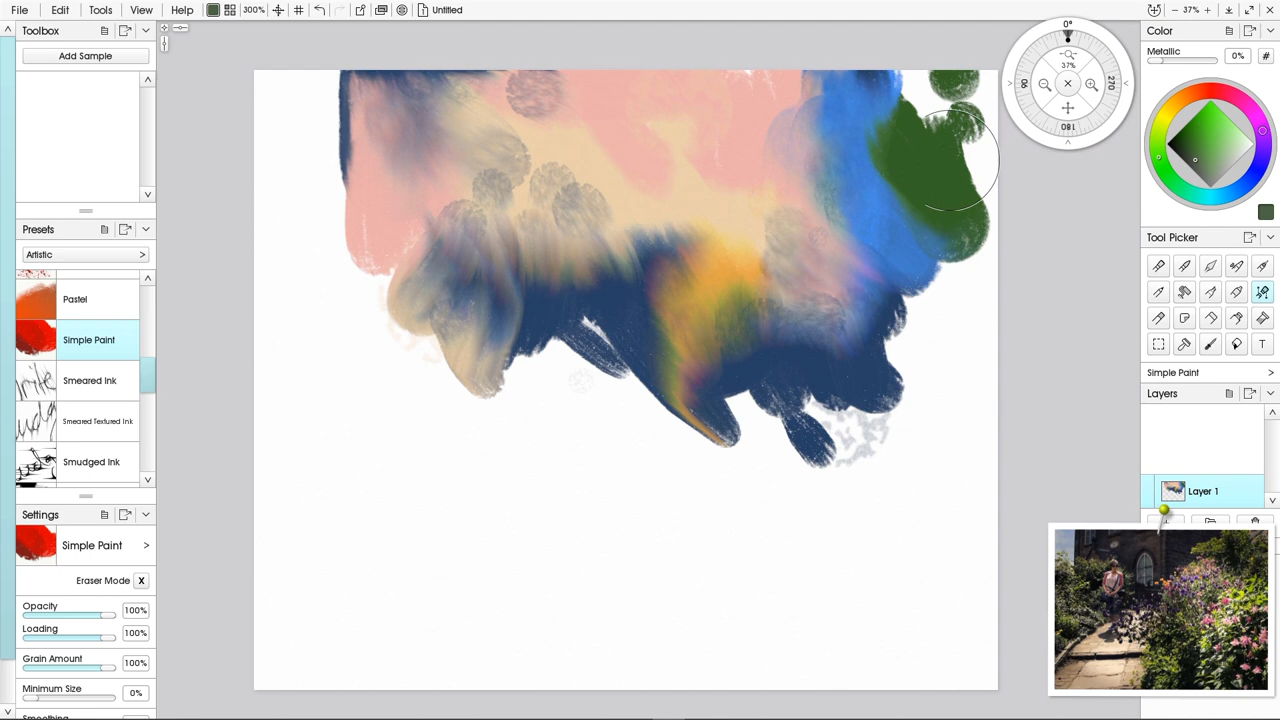 File Edit Tools View Help 300% Untitled 37%
Toolbox
Add Sample
Presets
Artistic >
Pastel
Simple Paint
Smeared Ink
Smeared Textured Ink
Smudged Ink
Settings
Simple Paint >
Eraser Mode X
Opacity 100%
Loading 100%
Grain Amount 100%
Minimum Size 0%
0°
37%
90
270
180
Color
Metallic 0% #
Tool Picker
T
Simple Paint >
Layers
Layer 1